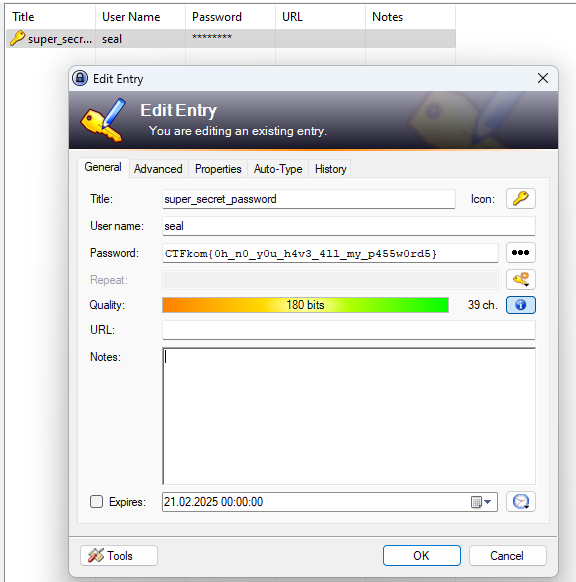 Title User Name Password URL Notes
super_secr... seal ********
Edit Entry
Edit Entry
You are editing an existing entry.
General Advanced Properties Auto-Type History
Title: super_secret_password Icon:
User name: seal
Password: CTFkom{0h_n0_y0u_h4v3_4ll_my_p455w0rd5}
Repeat:
Quality: 180 bits 39 ch.
URL:
Notes:
Expires: 21.02.2025 00:00:00
Tools OK Cancel